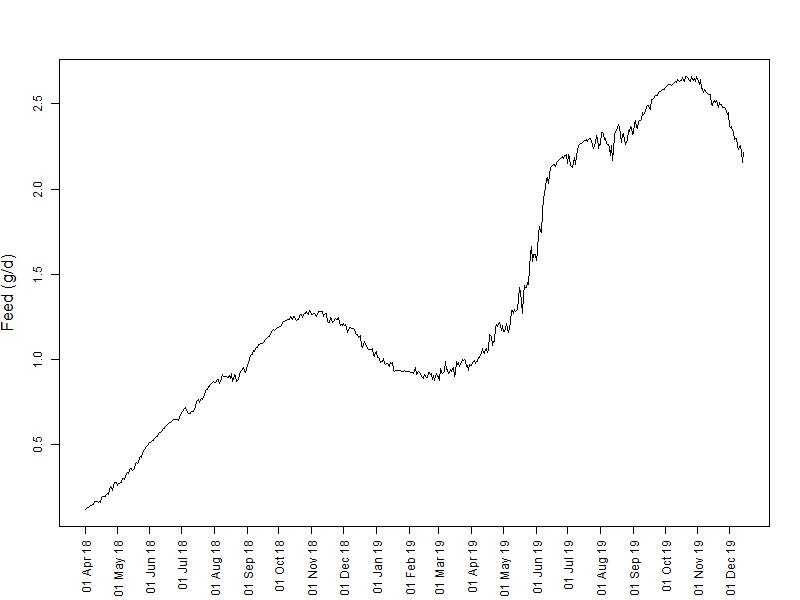 Feed (g/d)
2.5
2.0
1.5
1.0
0.5
01 Apr 18
01 May 18
01 Jun 18
01 Jul 18
01 Aug 18
01 Sep 18
01 Oct 18
01 Nov 18
01 Dec 18
01 Jan 19
01 Feb 19
01 Mar 19
01 Apr 19
01 May 19
01 Jun 19
01 Jul 19
01 Aug 19
01 Sep 19
01 Oct 19
01 Nov 19
01 Dec 19